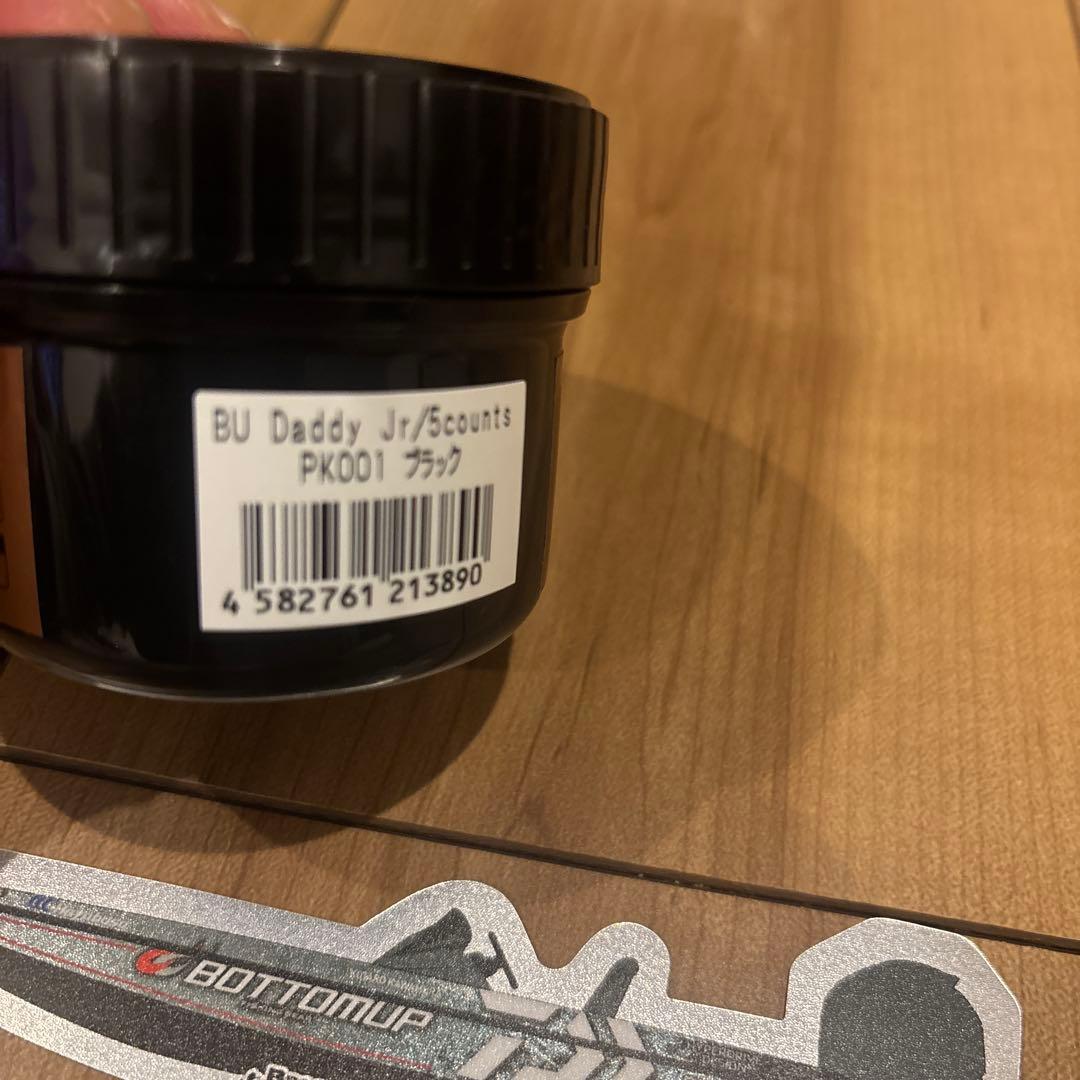 BU Daddy Jr/5counts
PK001 ブラック
4 582761 213890
BOTTOMUP